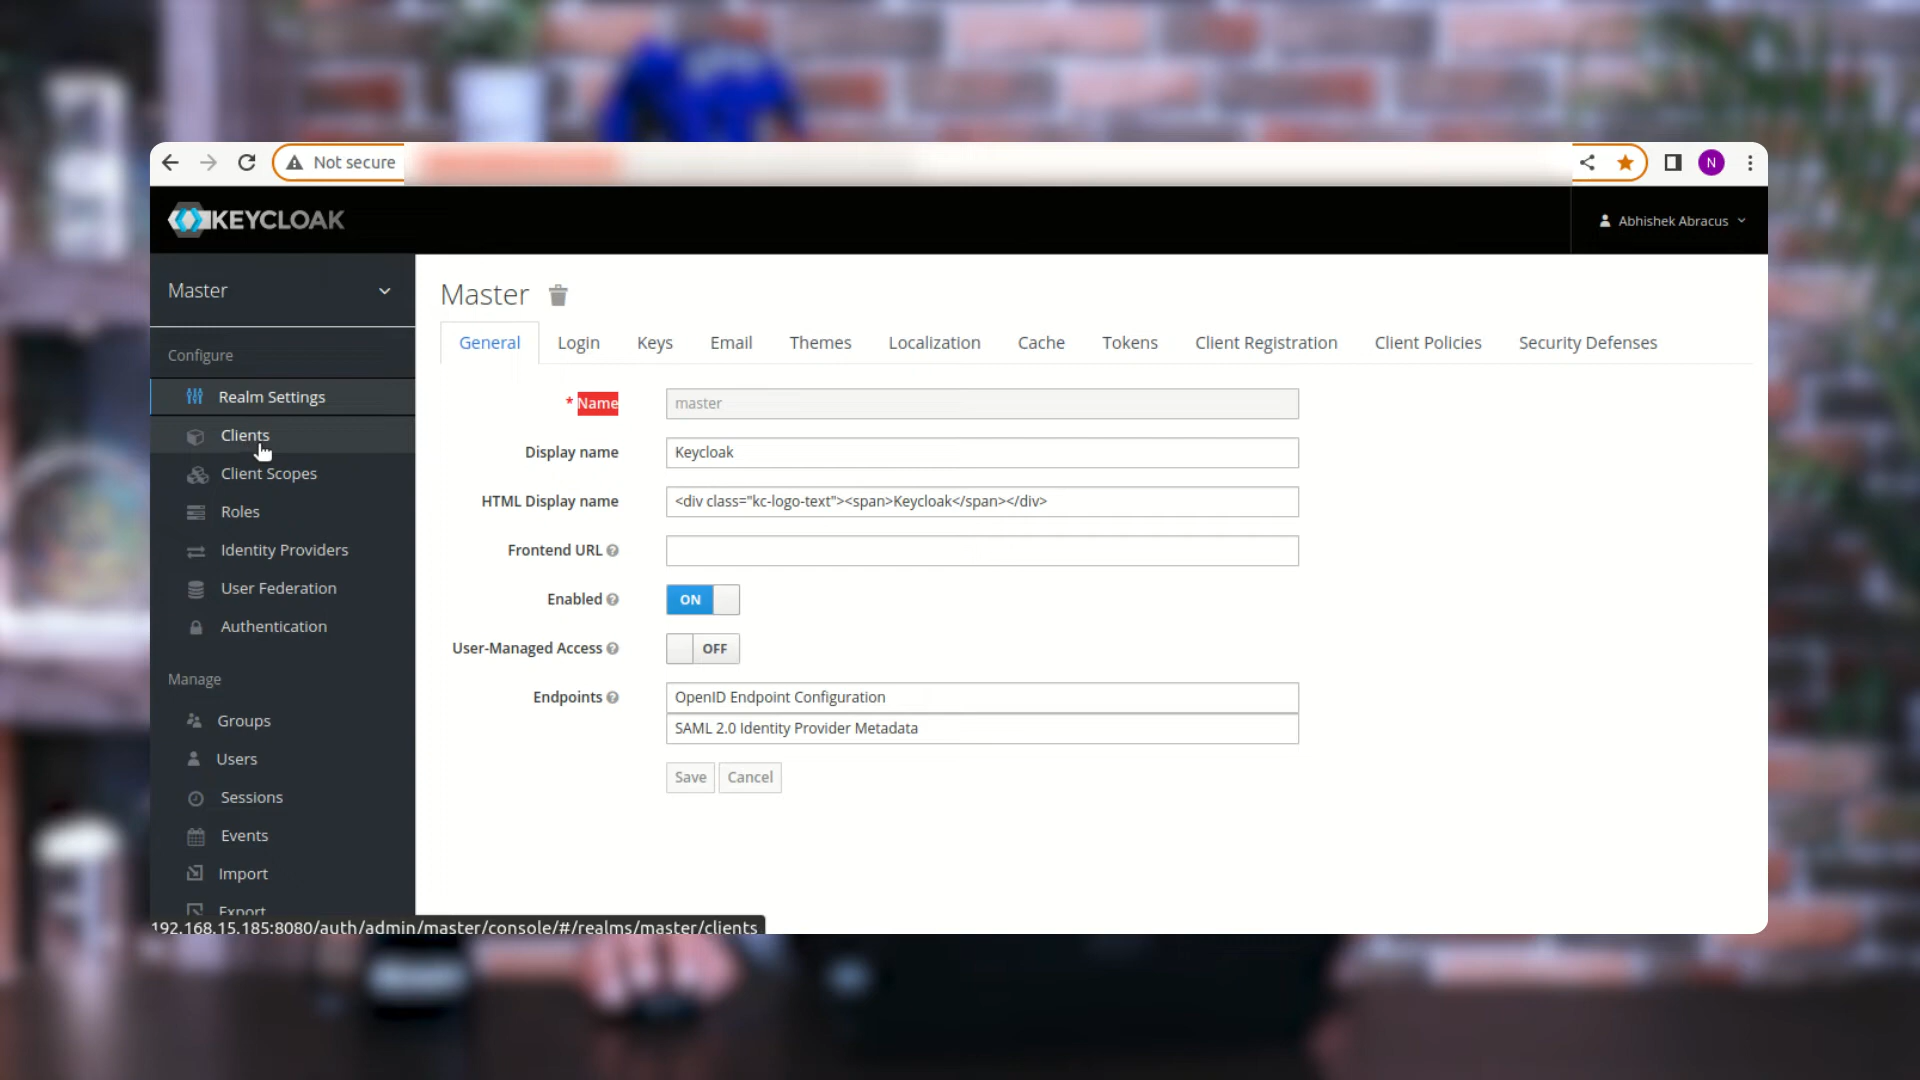 Not secure
N
KEYCLOAK
Abhishek Abracus
Master
Configure
Realm Settings
Clients
Client Scopes
Roles
Identity Providers
User Federation
Authentication
Manage
Groups
Users
Sessions
Events
Import
Export
192.168.15.185:8080/auth/admin/master/console/#/realms/master/clients
Master
General Login Keys Email Themes Localization Cache Tokens Client Registration Client Policies Security Defenses
* Name master
Display name Keycloak
HTML Display name <div class="kc-logo-text"><span>Keycloak</span></div>
Frontend URL
Enabled ON
User-Managed Access OFF
Endpoints OpenID Endpoint Configuration
SAML 2.0 Identity Provider Metadata
Save Cancel